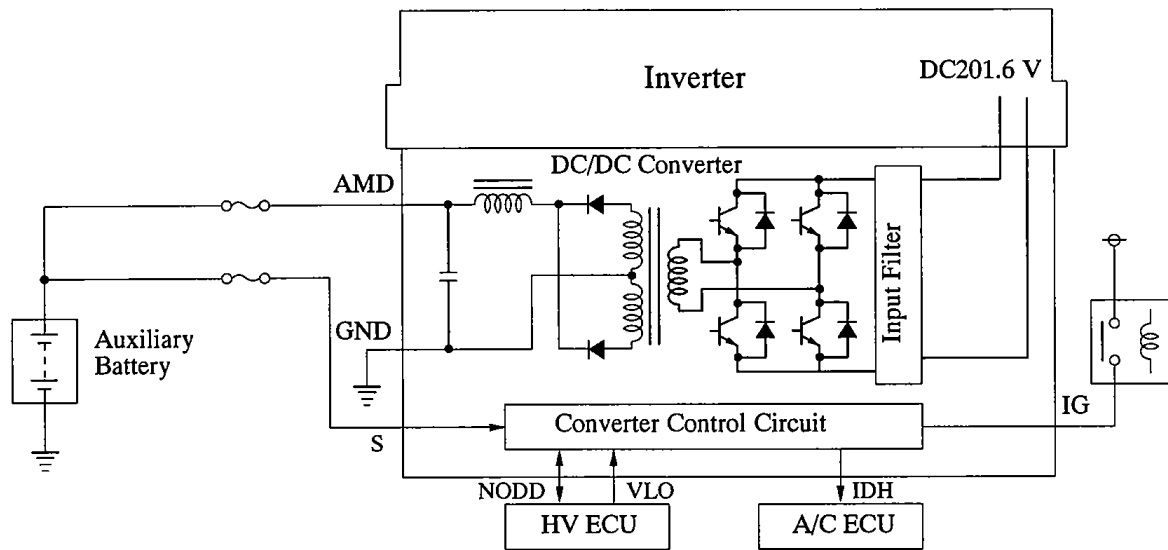 Inverter
DC201.6 V
DC/DC Converter
AMD
Input Filter
GND
Auxiliary
Battery
IG
S
Converter Control Circuit
NODD
VLO
IDH
HV ECU
A/C ECU